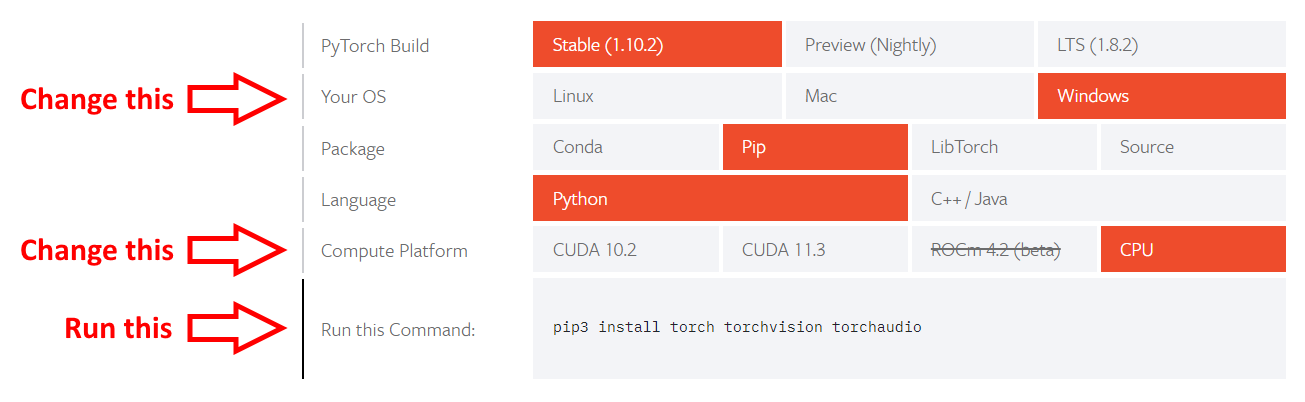 PyTorch Build Stable (1.10.2) Preview (Nightly) LTS (1.8.2)
Change this Your OS Linux Mac Windows
Package Conda Pip LibTorch Source
Language Python C++ / Java
Change this Compute Platform CUDA 10.2 CUDA 11.3 ROCm 4.2 (beta) CPU
Run this Run this Command: pip3 install torch torchvision torchaudio